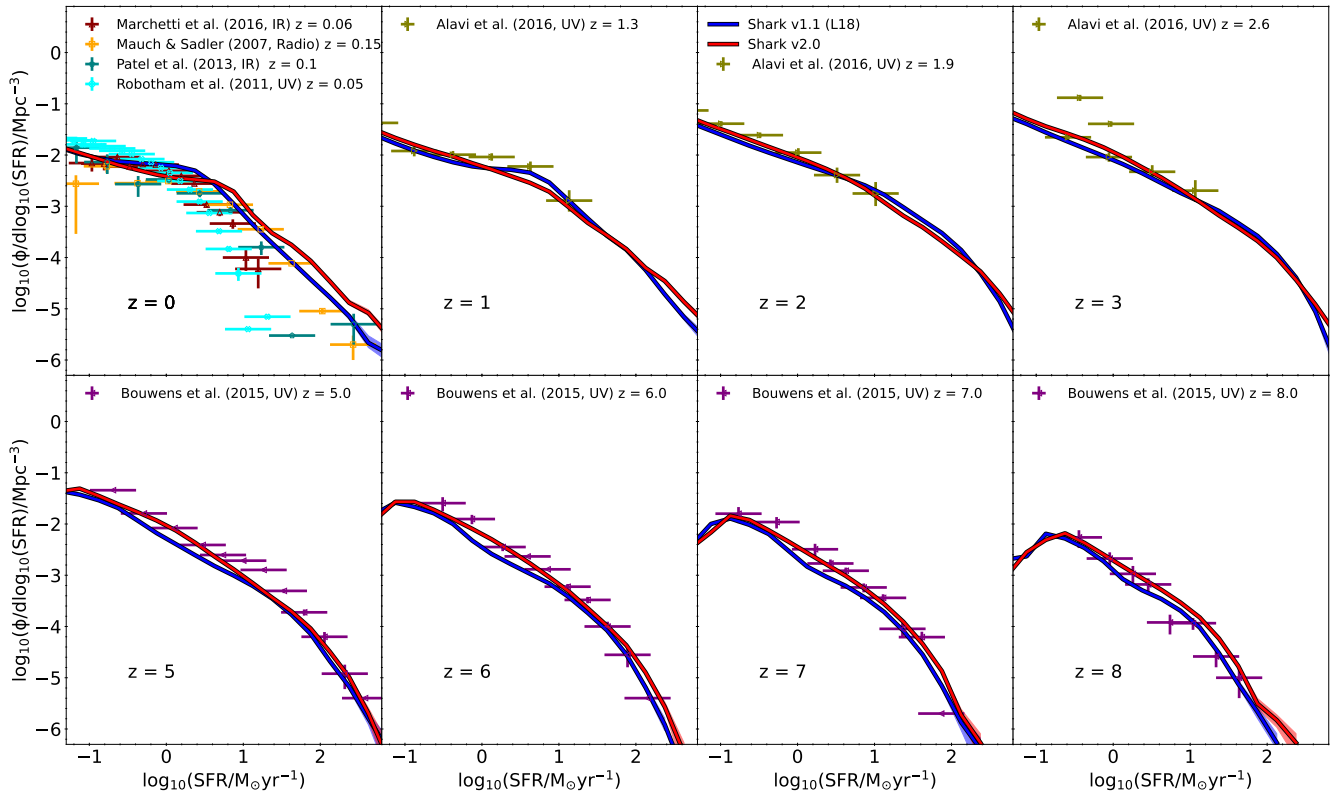 Marchetti et al. (2016, IR) z = 0.06
Mauch & Sadler (2007, Radio) z = 0.15
Patel et al. (2013, IR) z = 0.1
Robotham et al. (2011, UV) z = 0.05
Alavi et al. (2016, UV) z = 1.3
Shark v1.1 (L18)
Shark v2.0
Alavi et al. (2016, UV) z = 1.9
Alavi et al. (2016, UV) z = 2.6
log₁₀(ϕ/dlog₁₀(SFR)/Mpc⁻³)
0
−1
−2
−3
−4
−5
−6
z = 0
z = 1
z = 2
z = 3
Bouwens et al. (2015, UV) z = 5.0
Bouwens et al. (2015, UV) z = 6.0
Bouwens et al. (2015, UV) z = 7.0
Bouwens et al. (2015, UV) z = 8.0
log₁₀(ϕ/dlog₁₀(SFR)/Mpc⁻³)
0
−1
−2
−3
−4
−5
−6
z = 5
z = 6
z = 7
z = 8
−1 0 1 2
−1 0 1 2
−1 0 1 2
−1 0 1 2
log₁₀(SFR/M⊙yr⁻¹)
log₁₀(SFR/M⊙yr⁻¹)
log₁₀(SFR/M⊙yr⁻¹)
log₁₀(SFR/M⊙yr⁻¹)